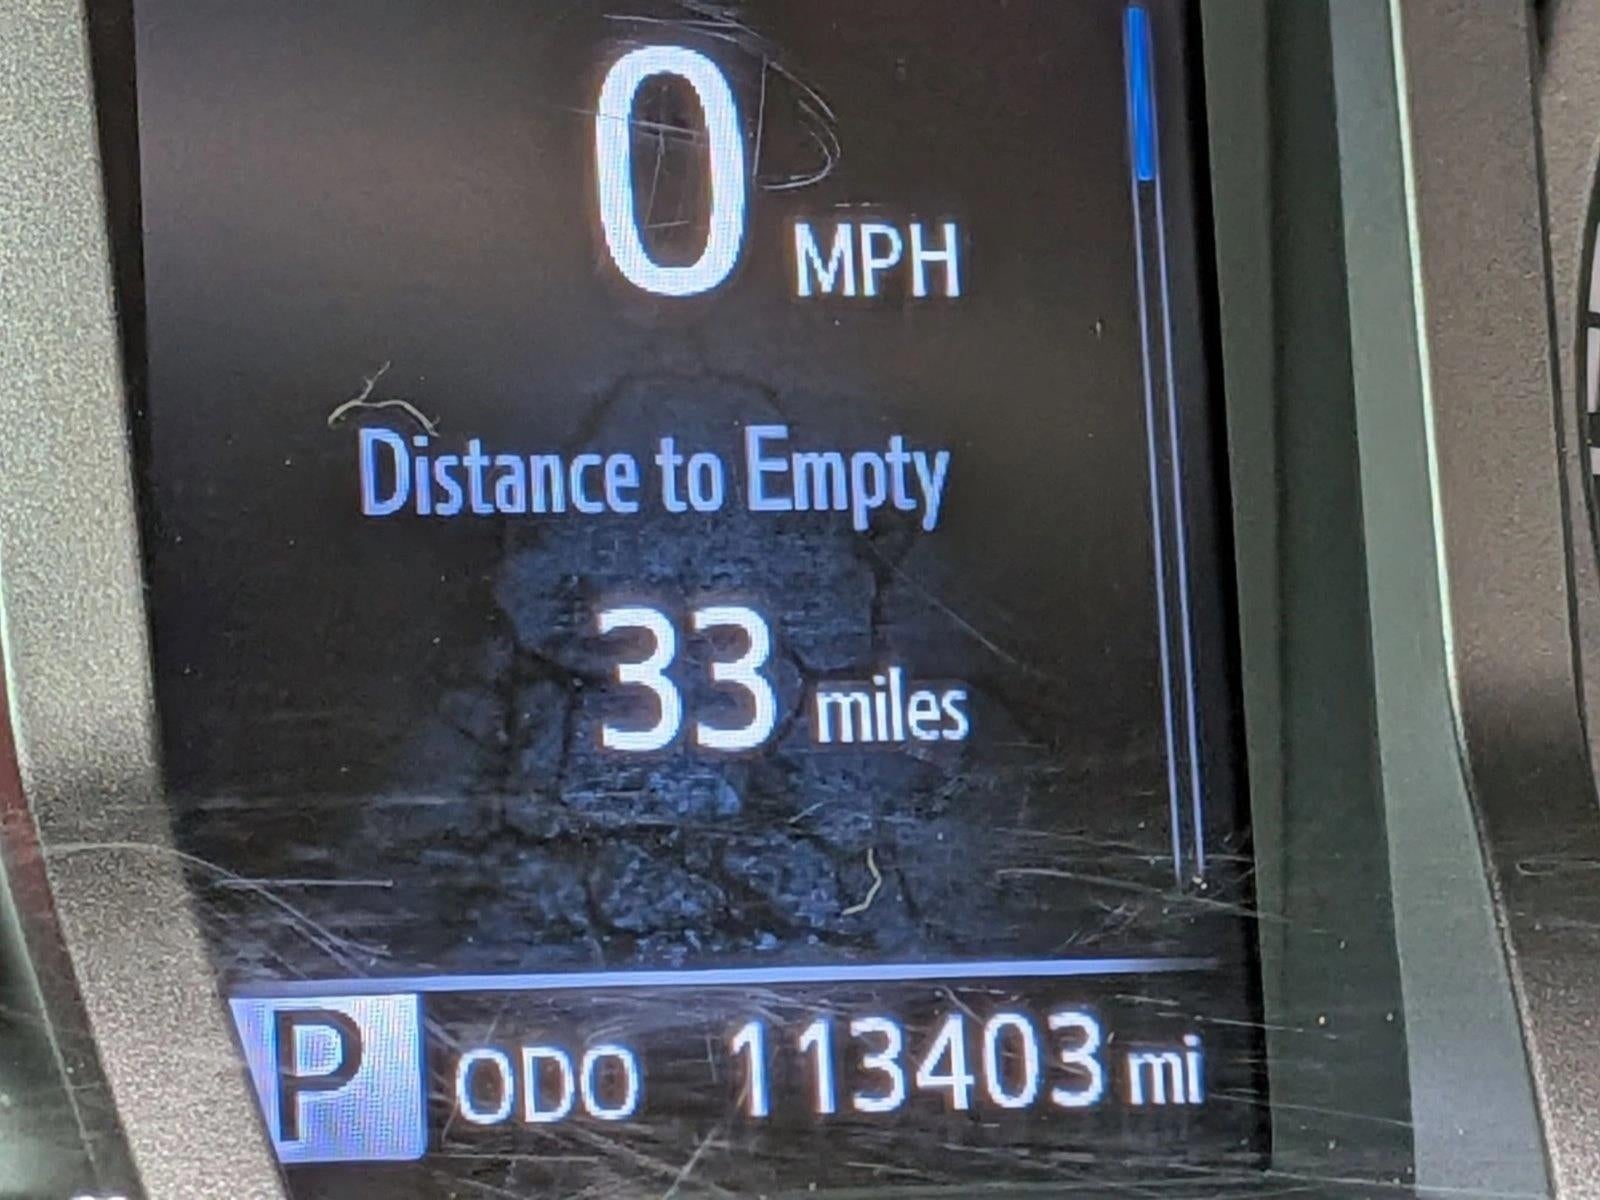 0 MPH
Distance to Empty
33 miles
P ODO 113403 mi